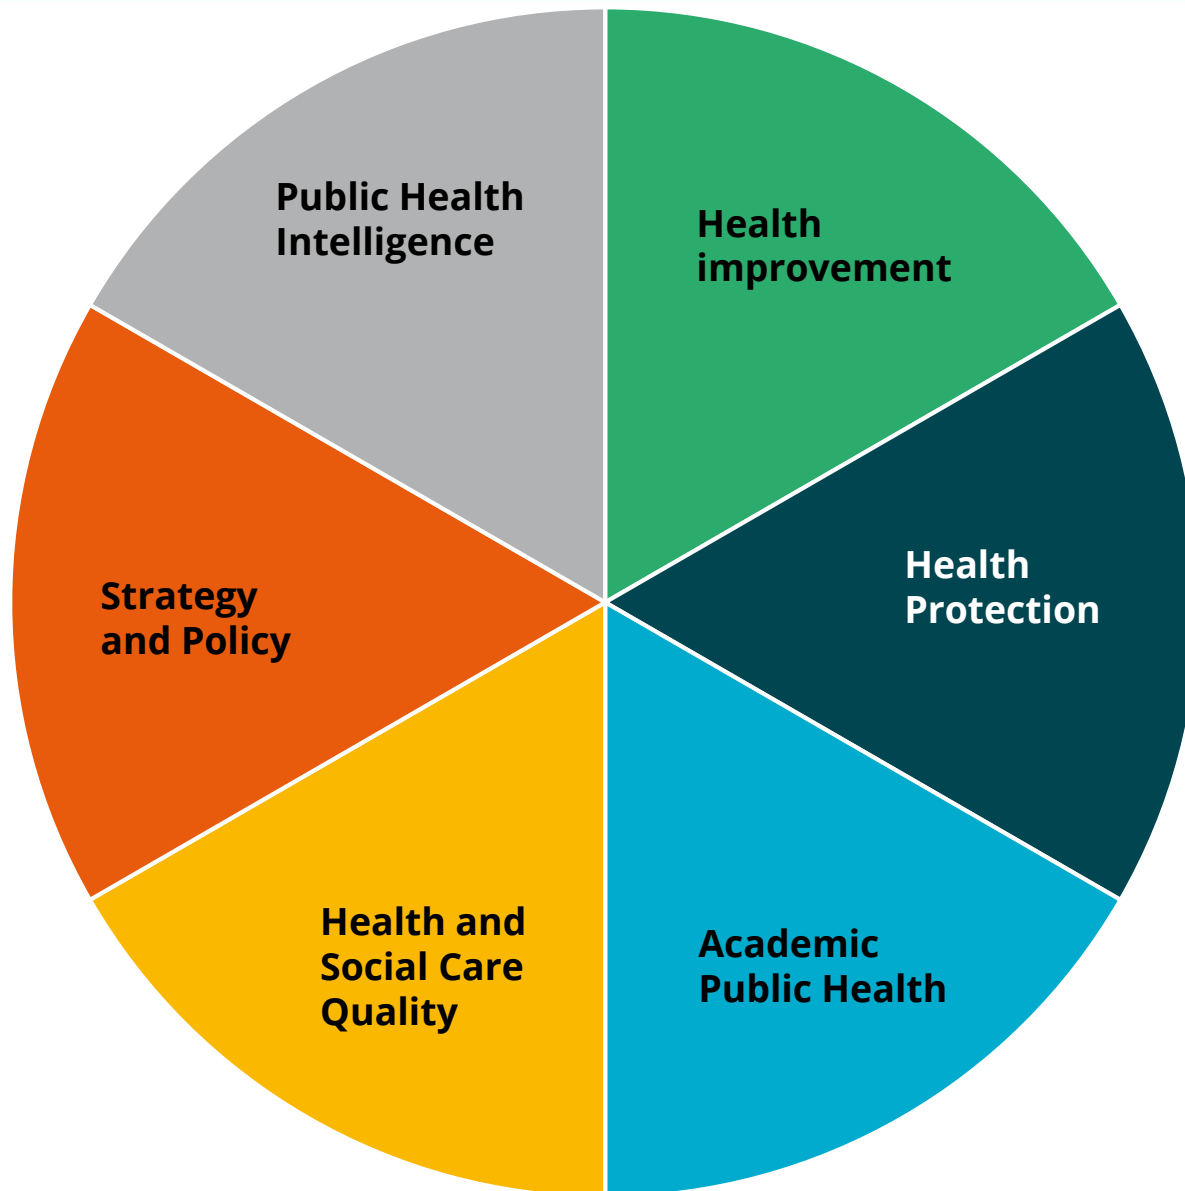 Public Health
Intelligence
Health
improvement
Health
Protection
Academic
Public Health
Health and
Social Care
Quality
Strategy
and Policy